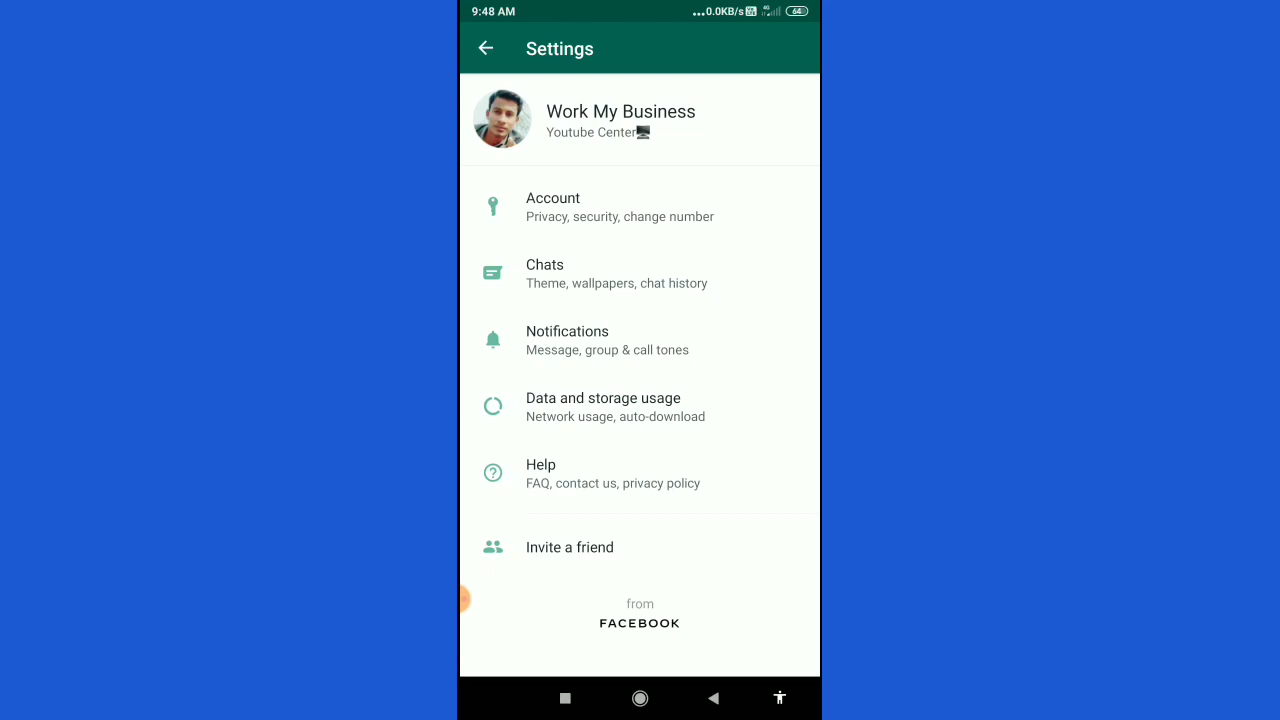 9:48 AM
...0.0KB/s 4G 64
Settings
Work My Business
Youtube Center🖥
Account
Privacy, security, change number
Chats
Theme, wallpapers, chat history
Notifications
Message, group & call tones
Data and storage usage
Network usage, auto-download
Help
FAQ, contact us, privacy policy
Invite a friend
from
FACEBOOK